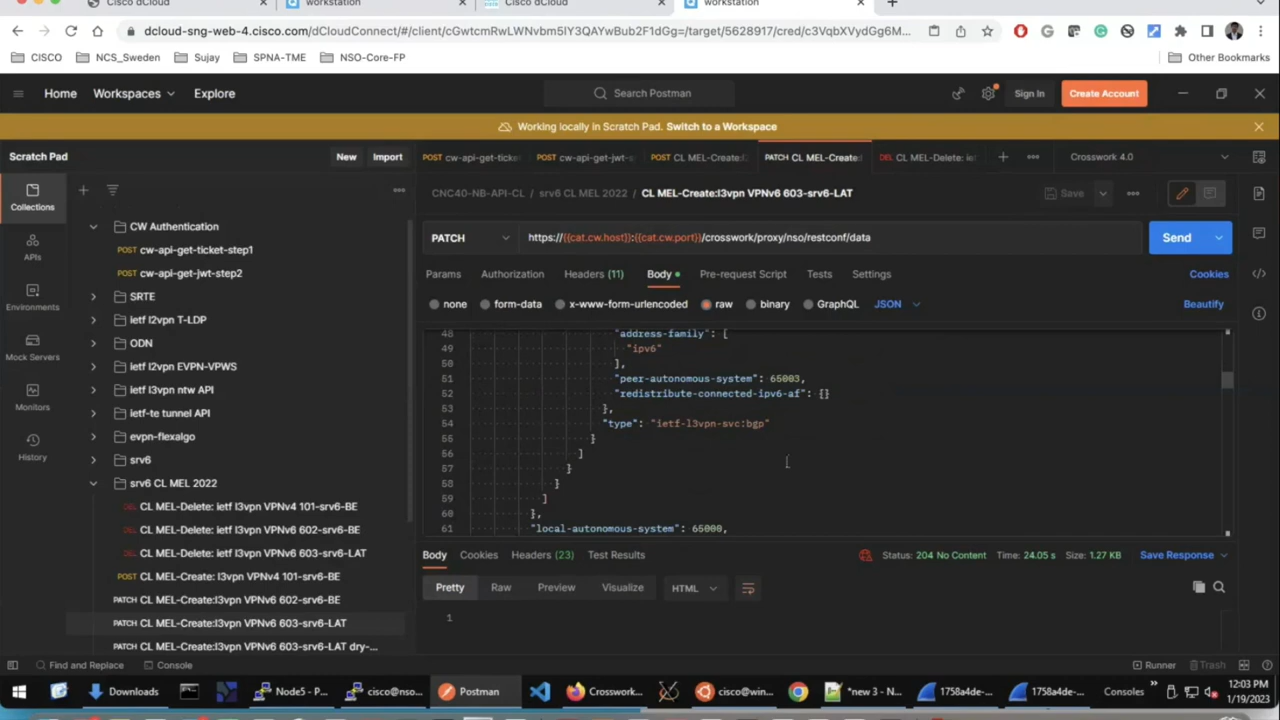 Cisco dCloud
workstation
Cisco dCloud
workstation
dcloud-sng-web-4.cisco.com/dCloudConnect/#/client/cGwtcmRwLWNvbm5lY3QAYWBub2F1dGg=/target/5628917/cred/c3VqbXVydGg6M...
CISCO
NCS_Sweden
Sujay
SPNA-TME
NSO-Core-FP
Other Bookmarks
Home
Workspaces
Explore
Search Postman
Sign In
Create Account
Working locally in Scratch Pad. Switch to a Workspace
Scratch Pad
New
Import
POST cw-api-get-ticke
POST cw-api-get-jwt-s
POST CL MEL-Create:
PATCH CL MEL-Create:
DEL CL MEL-Delete: ie
Crosswork 4.0
Collections
APIs
Environments
Mock Servers
Monitors
History
CW Authentication
POST cw-api-get-ticket-step1
POST cw-api-get-jwt-step2
SRTE
ietf l2vpn T-LDP
ODN
ietf l2vpn EVPN-VPWS
ietf l3vpn ntw API
ietf-te tunnel API
evpn-flexalgo
srv6
srv6 CL MEL 2022
DEL CL MEL-Delete: ietf l3vpn VPNv4 101-srv6-BE
DEL CL MEL-Delete: ietf l3vpn VPNv6 602-srv6-BE
DEL CL MEL-Delete: ietf l3vpn VPNv6 603-srv6-LAT
POST CL MEL-Create: l3vpn VPNv4 101-srv6-BE
PATCH CL MEL-Create:l3vpn VPNv6 602-srv6-BE
PATCH CL MEL-Create:l3vpn VPNv6 603-srv6-LAT
PATCH CL MEL-Create:l3vpn VPNv6 603-srv6-LAT dry-...
CNC40-NB-API-CL / srv6 CL MEL 2022 / CL MEL-Create:l3vpn VPNv6 603-srv6-LAT
Save
PATCH
https://{{cat.cw.host}}:{{cat.cw.port}}/crosswork/proxy/nso/restconf/data
Send
Params
Authorization
Headers (11)
Body
Pre-request Script
Tests
Settings
Cookies
none
form-data
x-www-form-urlencoded
raw
binary
GraphQL
JSON
Beautify
48 "address-family": [
49 "ipv6"
50 ],
51 "peer-autonomous-system": 65003,
52 "redistribute-connected-ipv6-af": {}
53 },
54 "type": "ietf-l3vpn-svc:bgp"
55 }
56 ]
57 }
58 }
59 ]
60 },
61 "local-autonomous-system": 65000,
Body
Cookies
Headers (23)
Test Results
Status: 204 No Content
Time: 24.05 s
Size: 1.27 KB
Save Response
Pretty
Raw
Preview
Visualize
HTML
1
Find and Replace
Console
Runner
Trash
Downloads
Node5 - P...
cisco@nso...
Postman
Crosswork...
cisco@win...
*new 3 - N...
1758a4de-...
1758a4de-...
Consoles
12:03 PM
1/19/2023